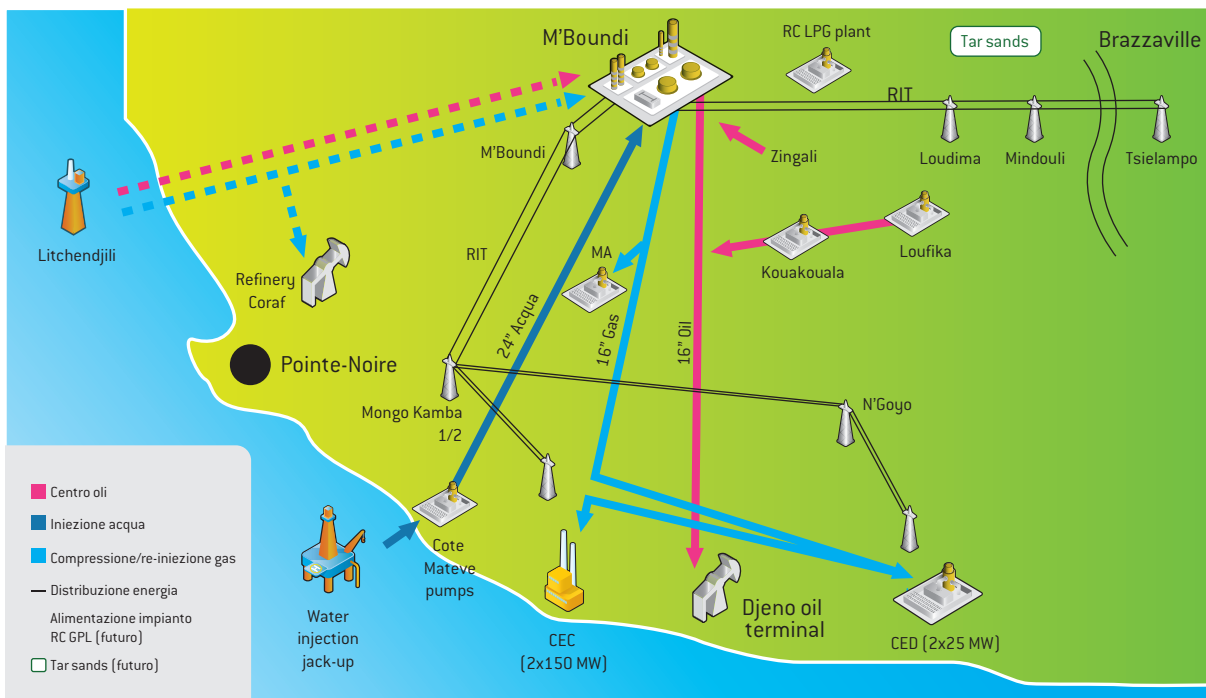 M'Boundi
RC LPG plant
Tar sands
Brazzaville
RIT
M'Boundi
Zingali
Loudima
Mindouli
Tsielampo
Litchendjili
RIT
MA
Kouakouala
Loufika
Refinery
Coraf
24" Acqua
16" Gas
16" Oil
Pointe-Noire
Mongo Kamba
1/2
N'Goyo
Centro oli
Iniezione acqua
Compressione/re-iniezione gas
Distribuzione energia
Alimentazione impianto
RC GPL (futuro)
Tar sands (futuro)
Cote
Mateve
pumps
Water
injection
jack-up
CEC
(2x150 MW)
Djeno oil
terminal
CED (2x25 MW)